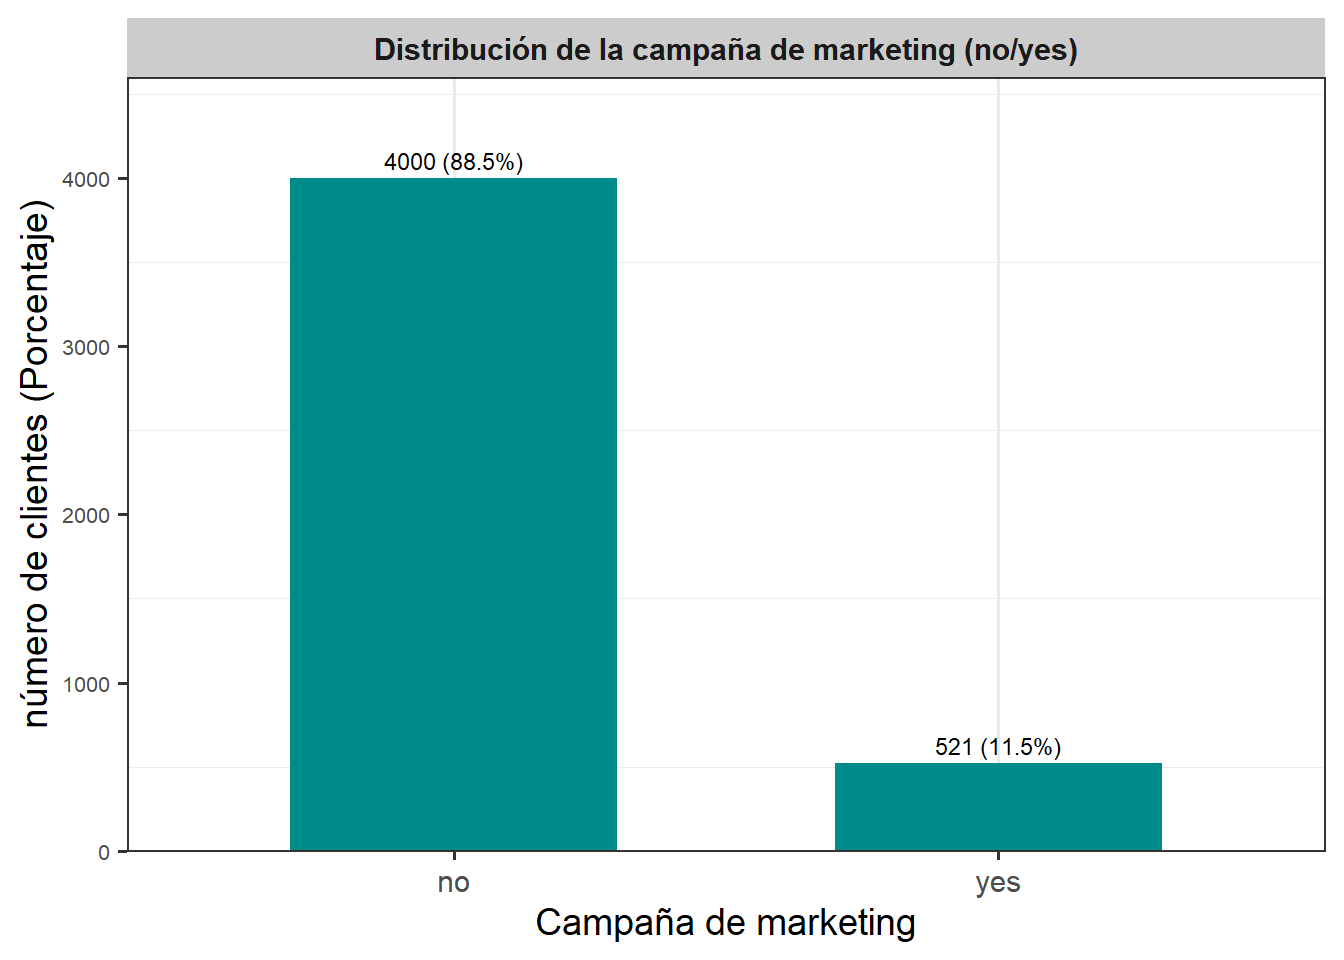 Distribución de la campaña de marketing (no/yes)
número de clientes (Porcentaje)
4000
3000
2000
1000
0
4000 (88.5%)
521 (11.5%)
no
yes
Campaña de marketing